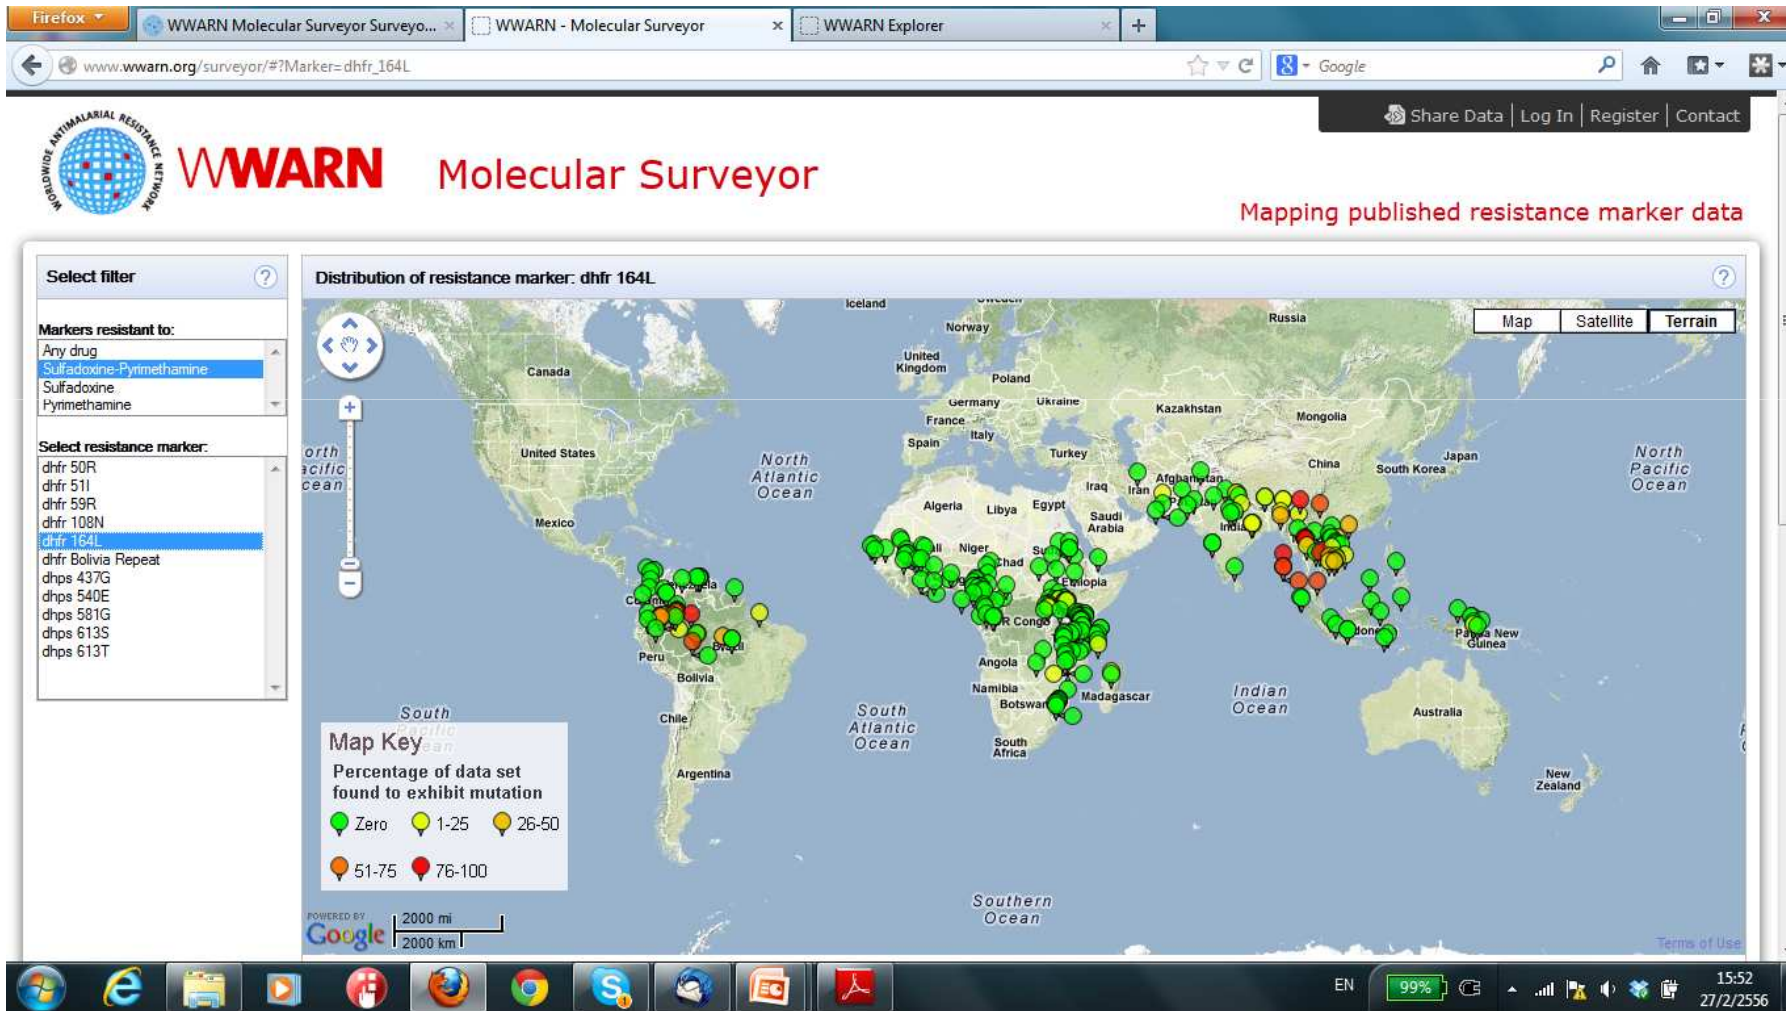 Firefox
WWARN Molecular Surveyor Surveyo...
WWARN - Molecular Surveyor
WWARN Explorer
www.wwarn.org/surveyor/#?Marker=dhfr_164L
Google
Share Data | Log In | Register | Contact
WORLDWIDE ANTIMALARIAL RESISTANCE NETWORK
WWARN
Molecular Surveyor
Mapping published resistance marker data
Select filter
?
Distribution of resistance marker: dhfr 164L
?
Markers resistant to:
Any drug
Sulfadoxine-Pyrimethamine
Sulfadoxine
Pyrimethamine
Select resistance marker:
dhfr 50R
dhfr 51I
dhfr 59R
dhfr 108N
dhfr 164L
dhfr Bolivia Repeat
dhps 437G
dhps 540E
dhps 581G
dhps 613S
dhps 613T
Map
Satellite
Terrain
Iceland
Sweden
Norway
Russia
United
Kingdom
Canada
Poland
Germany
Ukraine
Kazakhstan
Mongolia
France
Italy
Spain
Turkey
United States
North
Atlantic
Ocean
China
South Korea
Japan
North
Pacific
Ocean
orth
acific
cean
Afghanistan
Iraq
Iran
Algeria
Libya
Egypt
Saudi
Arabia
Mexico
Niger
Chad
Ethiopia
R Congo
Papua New
Guinea
Peru
Brazil
Bolivia
Angola
Namibia
Botswan
Madagascar
Indian
Ocean
Australia
South
Pacific
Chile
South
Atlantic
Ocean
South
Africa
Argentina
New
Zealand
Southern
Ocean
Map Key
Percentage of data set
found to exhibit mutation
Zero 1-25 26-50
51-75 76-100
POWERED BY
Google
2000 mi
2000 km
Terms of Use
EN
99%
15:52
27/2/2556